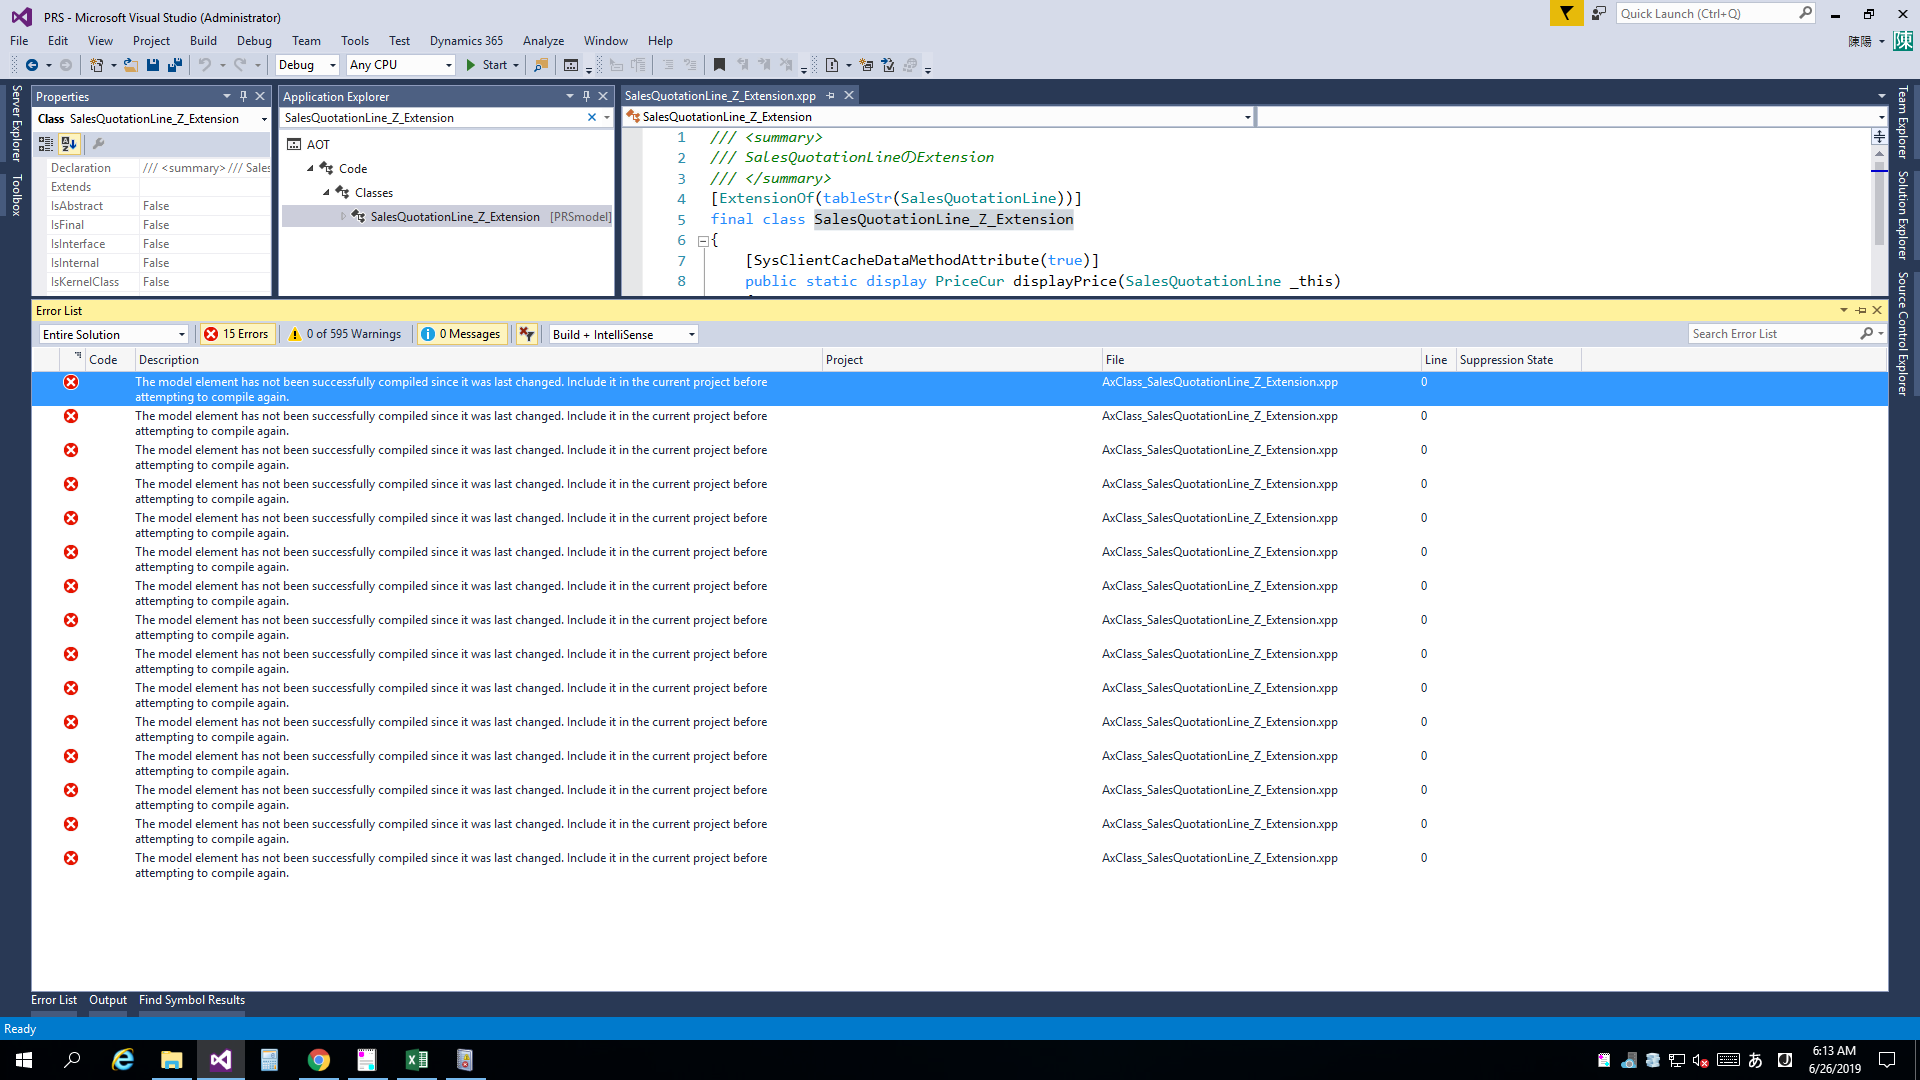 PRS - Microsoft Visual Studio (Administrator)
Quick Launch (Ctrl+Q)
File Edit View Project Build Debug Team Tools Test Dynamics 365 Analyze Window Help
陳陽 陳
Debug Any CPU Start
Server Explorer
Toolbox
Properties
Class SalesQuotationLine_Z_Extension
Declaration /// <summary>/// Sales
Extends
IsAbstract False
IsFinal False
IsInterface False
IsInternal False
IsKernelClass False
Application Explorer
SalesQuotationLine_Z_Extension
AOT
Code
Classes
SalesQuotationLine_Z_Extension [PRSmodel]
SalesQuotationLine_Z_Extension.xpp
SalesQuotationLine_Z_Extension
1 /// <summary>
2 /// SalesQuotationLineのExtension
3 /// </summary>
4 [ExtensionOf(tableStr(SalesQuotationLine))]
5 final class SalesQuotationLine_Z_Extension
6 {
7 [SysClientCacheDataMethodAttribute(true)]
8 public static display PriceCur displayPrice(SalesQuotationLine _this)
Team Explorer
Solution Explorer
Source Control Explorer
Error List
Entire Solution 15 Errors 0 of 595 Warnings 0 Messages Build + IntelliSense Search Error List
Code Description Project File Line Suppression State
The model element has not been successfully compiled since it was last changed. Include it in the current project before AxClass_SalesQuotationLine_Z_Extension.xpp 0
attempting to compile again.
The model element has not been successfully compiled since it was last changed. Include it in the current project before AxClass_SalesQuotationLine_Z_Extension.xpp 0
attempting to compile again.
The model element has not been successfully compiled since it was last changed. Include it in the current project before AxClass_SalesQuotationLine_Z_Extension.xpp 0
attempting to compile again.
The model element has not been successfully compiled since it was last changed. Include it in the current project before AxClass_SalesQuotationLine_Z_Extension.xpp 0
attempting to compile again.
The model element has not been successfully compiled since it was last changed. Include it in the current project before AxClass_SalesQuotationLine_Z_Extension.xpp 0
attempting to compile again.
The model element has not been successfully compiled since it was last changed. Include it in the current project before AxClass_SalesQuotationLine_Z_Extension.xpp 0
attempting to compile again.
The model element has not been successfully compiled since it was last changed. Include it in the current project before AxClass_SalesQuotationLine_Z_Extension.xpp 0
attempting to compile again.
The model element has not been successfully compiled since it was last changed. Include it in the current project before AxClass_SalesQuotationLine_Z_Extension.xpp 0
attempting to compile again.
The model element has not been successfully compiled since it was last changed. Include it in the current project before AxClass_SalesQuotationLine_Z_Extension.xpp 0
attempting to compile again.
The model element has not been successfully compiled since it was last changed. Include it in the current project before AxClass_SalesQuotationLine_Z_Extension.xpp 0
attempting to compile again.
The model element has not been successfully compiled since it was last changed. Include it in the current project before AxClass_SalesQuotationLine_Z_Extension.xpp 0
attempting to compile again.
The model element has not been successfully compiled since it was last changed. Include it in the current project before AxClass_SalesQuotationLine_Z_Extension.xpp 0
attempting to compile again.
The model element has not been successfully compiled since it was last changed. Include it in the current project before AxClass_SalesQuotationLine_Z_Extension.xpp 0
attempting to compile again.
The model element has not been successfully compiled since it was last changed. Include it in the current project before AxClass_SalesQuotationLine_Z_Extension.xpp 0
attempting to compile again.
The model element has not been successfully compiled since it was last changed. Include it in the current project before AxClass_SalesQuotationLine_Z_Extension.xpp 0
attempting to compile again.
Error List Output Find Symbol Results
Ready
あ
6:13 AM
6/26/2019